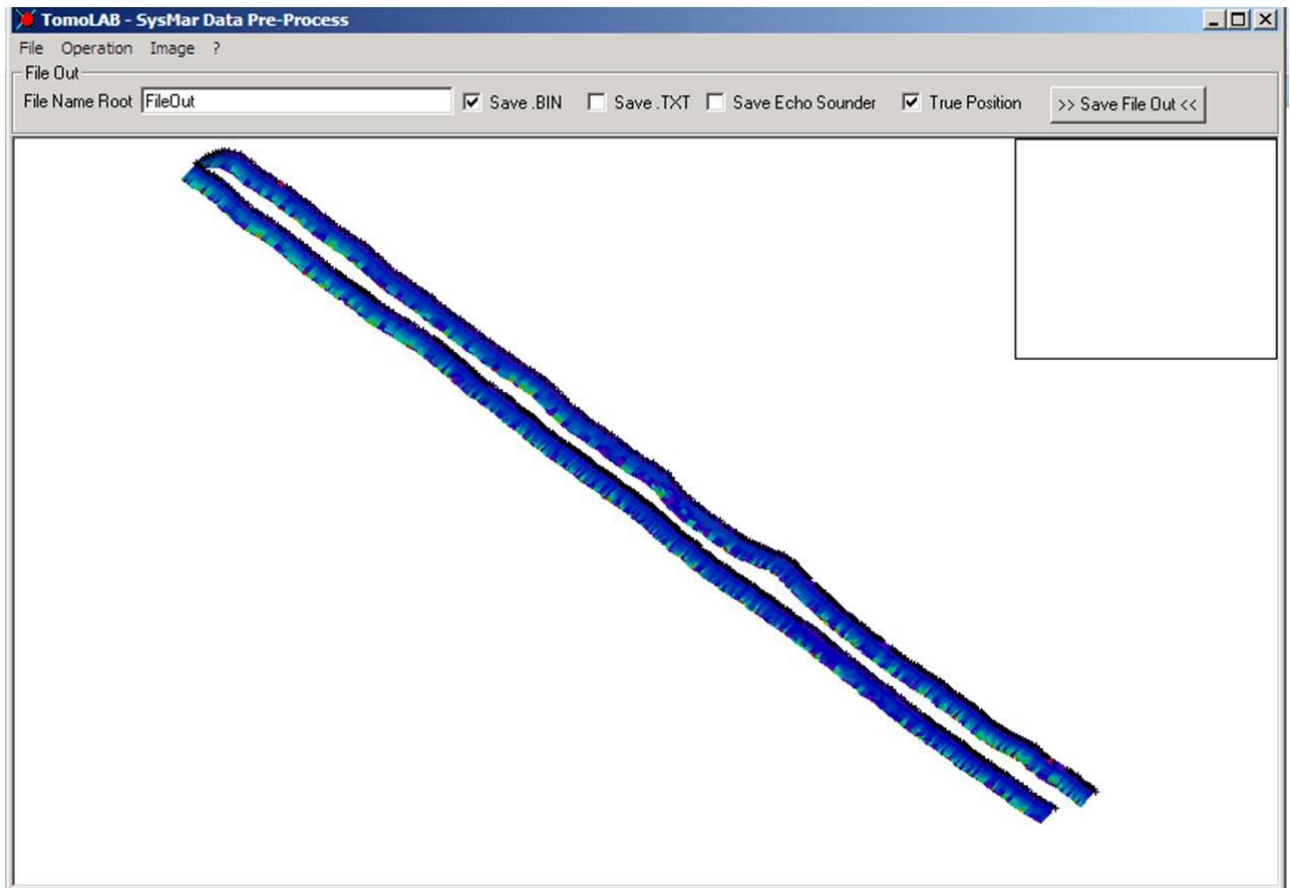 TomoLAB - SysMar Data Pre-Process
File Operation Image ?
File Out
File Name Root FileOut Save .BIN Save .TXT Save Echo Sounder True Position >> Save File Out <<